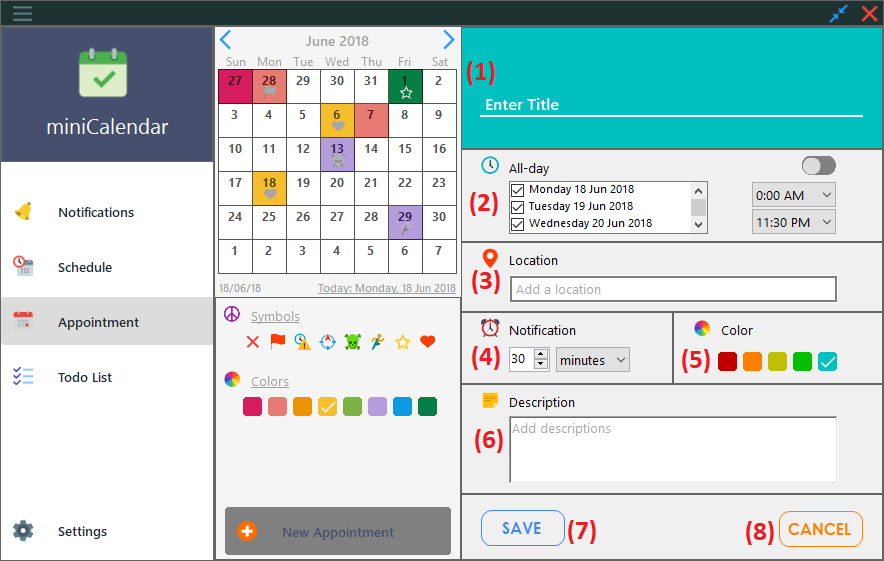 miniCalendar
Notifications
Schedule
Appointment
Todo List
Settings
June 2018
Sun Mon Tue Wed Thu Fri Sat
27 28 29 30 31 1 2
3 4 5 6 7 8 9
10 11 12 13 14 15 16
17 18 19 20 21 22 23
24 25 26 27 28 29 30
1 2 3 4 5 6 7
18/06/18 Today: Monday, 18 Jun 2018
Symbols
Colors
New Appointment
(1)
Enter Title
All-day
(2)
Monday 18 Jun 2018
Tuesday 19 Jun 2018
Wednesday 20 Jun 2018
0:00 AM
11:30 PM
Location
(3)
Add a location
Notification
(4)
30 minutes
Color
(5)
Description
(6)
Add descriptions
SAVE (7)
(8) CANCEL